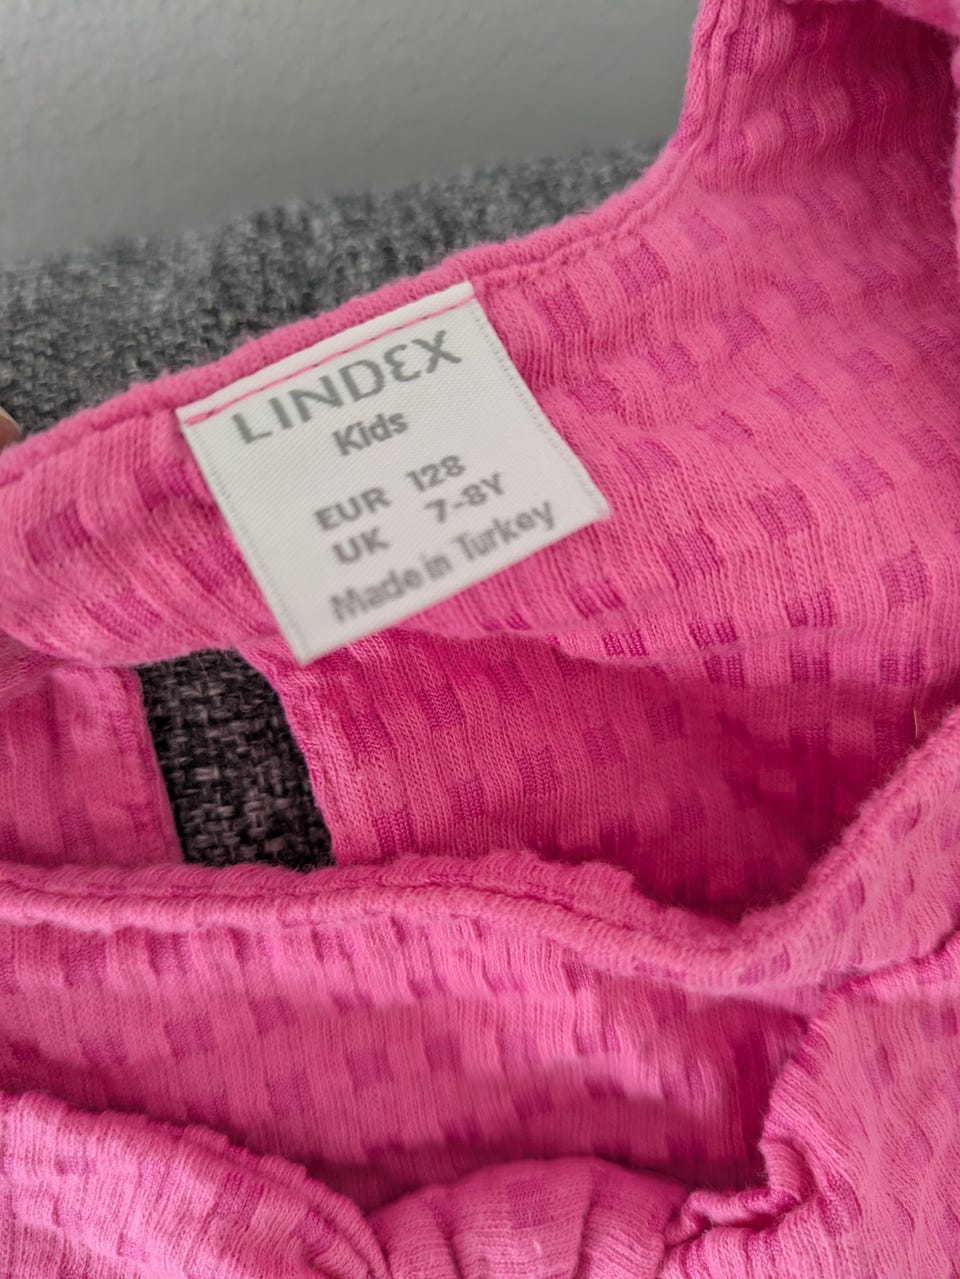 LINDEX
Kids
EUR 128
UK 7-8Y
Made in Turkey